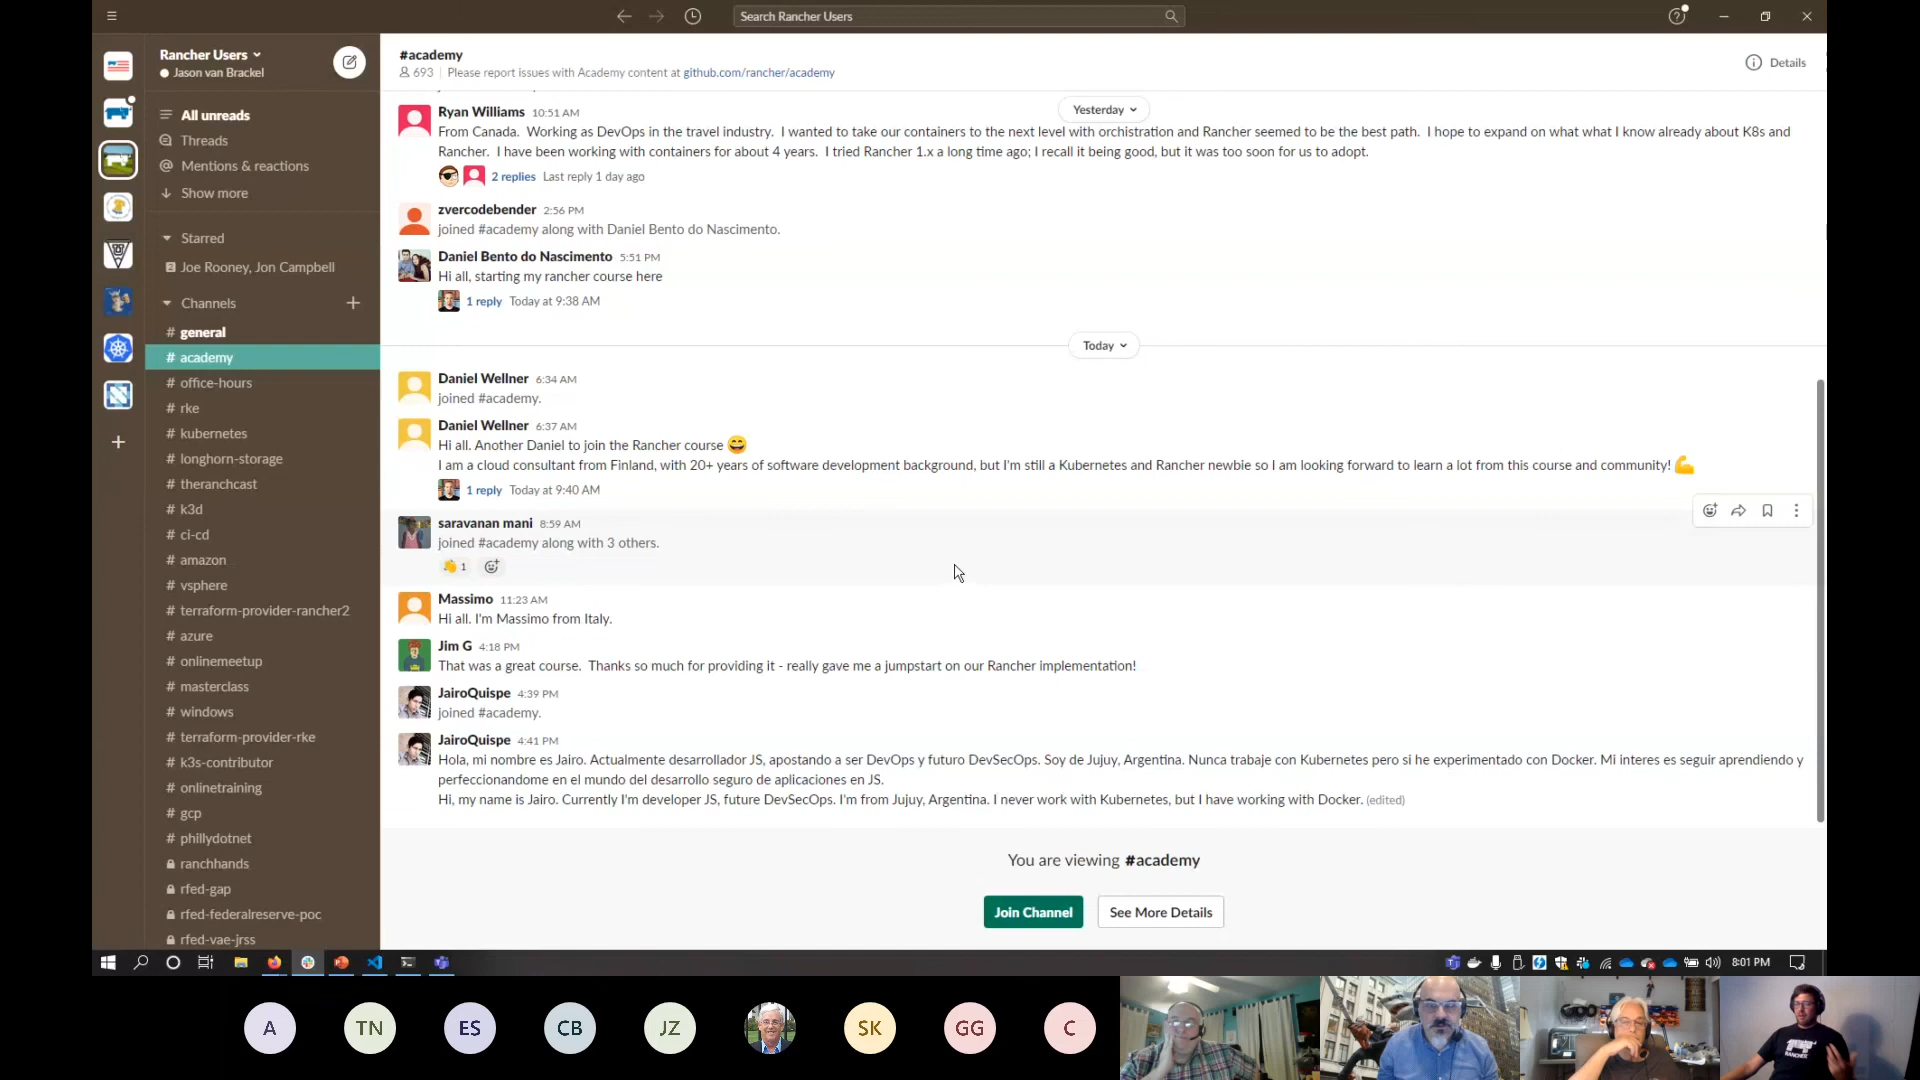 Search Rancher Users
Rancher Users
Jason van Brackel
All unreads
Threads
Mentions & reactions
Show more
Starred
Joe Rooney, Jon Campbell
Channels
# general
# academy
# office-hours
# rke
# kubernetes
# longhorn-storage
# theranchcast
# k3d
# ci-cd
# amazon
# vsphere
# terraform-provider-rancher2
# azure
# onlinemeetup
# masterclass
# windows
# terraform-provider-rke
# k3s-contributor
# onlinetraining
# gcp
# phillydotnet
ranchhands
rfed-gap
rfed-federalreserve-poc
rfed-vae-jrss
#academy
693 | Please report issues with Academy content at github.com/rancher/academy
Details
Yesterday
Ryan Williams 10:51 AM
From Canada. Working as DevOps in the travel industry. I wanted to take our containers to the next level with orchistration and Rancher seemed to be the best path. I hope to expand on what what I know already about K8s and
Rancher. I have been working with containers for about 4 years. I tried Rancher 1.x a long time ago; I recall it being good, but it was too soon for us to adopt.
2 replies Last reply 1 day ago
zvercodebender 2:56 PM
joined #academy along with Daniel Bento do Nascimento.
Daniel Bento do Nascimento 5:51 PM
Hi all, starting my rancher course here
1 reply Today at 9:38 AM
Today
Daniel Wellner 6:34 AM
joined #academy.
Daniel Wellner 6:37 AM
Hi all. Another Daniel to join the Rancher course 😄
I am a cloud consultant from Finland, with 20+ years of software development background, but I'm still a Kubernetes and Rancher newbie so I am looking forward to learn a lot from this course and community! 💪
1 reply Today at 9:40 AM
saravanan mani 8:59 AM
joined #academy along with 3 others.
👏 1
Massimo 11:23 AM
Hi all. I'm Massimo from Italy.
Jim G 4:18 PM
That was a great course. Thanks so much for providing it - really gave me a jumpstart on our Rancher implementation!
JairoQuispe 4:39 PM
joined #academy.
JairoQuispe 4:41 PM
Hola, mi nombre es Jairo. Actualmente desarrollador JS, apostando a ser DevOps y futuro DevSecOps. Soy de Jujuy, Argentina. Nunca trabaje con Kubernetes pero si he experimentado con Docker. Mi interes es seguir aprendiendo y
perfeccionandome en el mundo del desarrollo seguro de aplicaciones en JS.
Hi, my name is Jairo. Currently I'm developer JS, future DevSecOps. I'm from Jujuy, Argentina. I never work with Kubernetes, but I have working with Docker. (edited)
You are viewing #academy
Join Channel
See More Details
8:01 PM
A TN ES CB JZ SK GG C
RANCHER